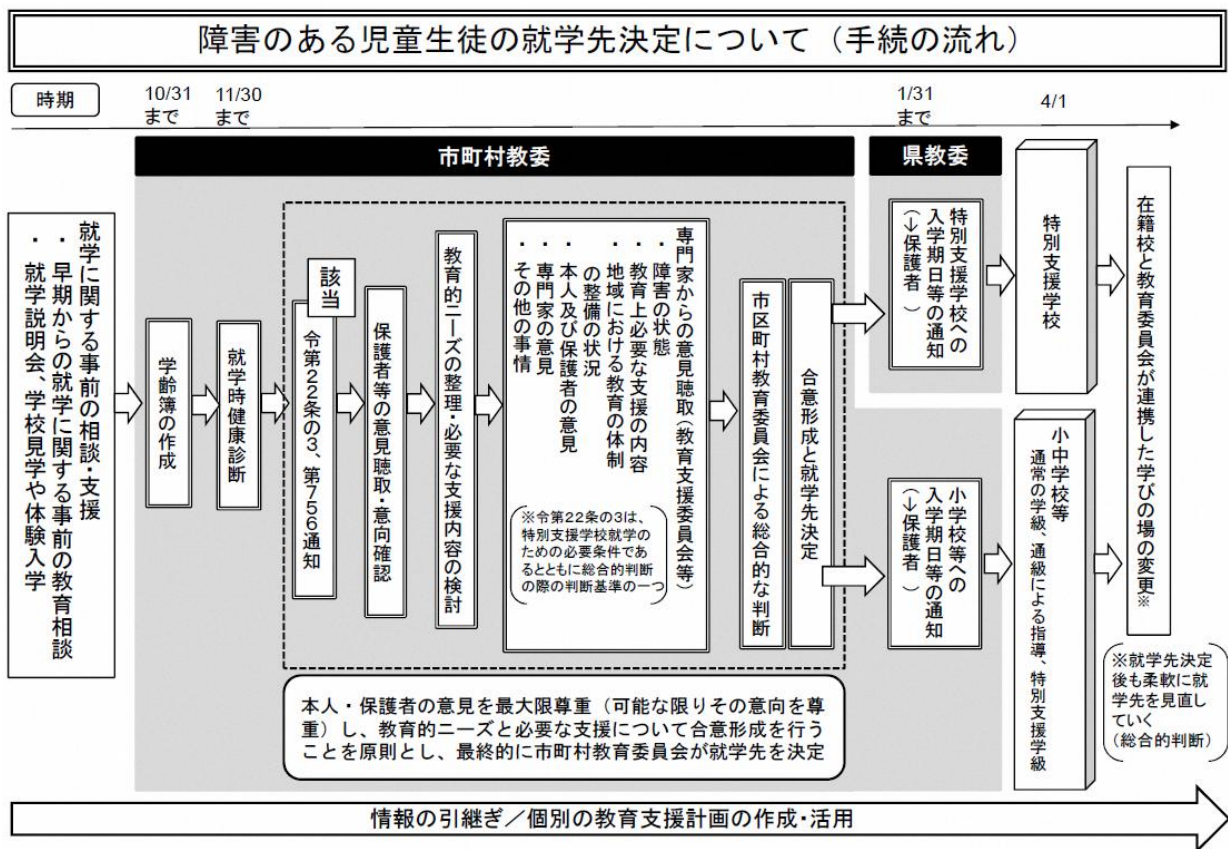 障害のある児童生徒の就学先決定について（手続の流れ）
時期
10/31
まで
11/30
まで
1/31
まで
4/1
市町村教委
県教委
就学に関する事前の相談・支援
・早期からの就学に関する事前の教育相談
・就学説明会、学校見学や体験入学
学齢簿の作成
就学時健康診断
該当
令第２２条の３、第７５６通知
保護者等の意見聴取・意向確認
教育的ニーズの整理・必要な支援内容の検討
専門家からの意見聴取（教育支援委員会等）
・障害の状態
・教育上必要な支援の内容
・地域における教育の体制
の整備の状況
・本人及び保護者の意見
・専門家の意見
・その他の事情
※令第２２条の３は、
特別支援学校就学の
ための必要条件であ
るとともに総合的判断
の際の判断基準の一つ
市区町村教育委員会による総合的な判断
合意形成と就学先決定
特別支援学校への
入学期日等の通知
（↓保護者）
小学校等への
入学期日等の通知
（↓保護者）
特別支援学校
小中学校等
通常の学級、通級による指導、特別支援学級
在籍校と教育委員会が連携した学びの場の変更※
※就学先決定
後も柔軟に就
学先を見直し
ていく
（総合的判断）
本人・保護者の意見を最大限尊重（可能な限りその意向を尊
重）し、教育的ニーズと必要な支援について合意形成を行う
ことを原則とし、最終的に市町村教育委員会が就学先を決定
情報の引継ぎ／個別の教育支援計画の作成・活用